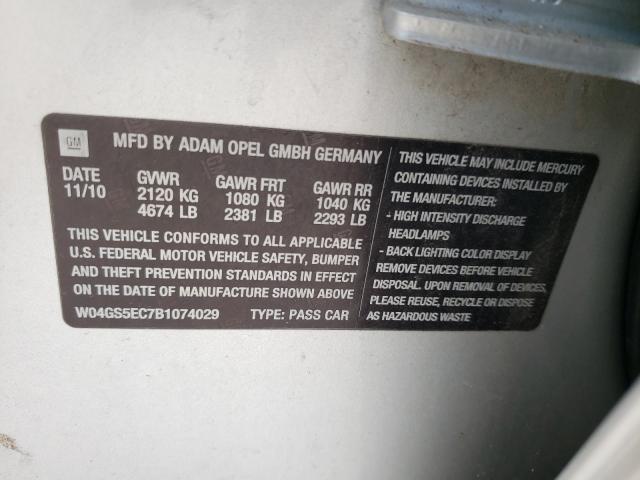 GM
MFD BY ADAM OPEL GMBH GERMANY
DATE GVWR GAWR FRT GAWR RR
11/10 2120 KG 1080 KG 1040 KG
4674 LB 2381 LB 2293 LB
THIS VEHICLE CONFORMS TO ALL APPLICABLE
U.S. FEDERAL MOTOR VEHICLE SAFETY, BUMPER
AND THEFT PREVENTION STANDARDS IN EFFECT
ON THE DATE OF MANUFACTURE SHOWN ABOVE
W04GS5EC7B1074029 TYPE: PASS CAR
THIS VEHICLE MAY INCLUDE MERCURY
CONTAINING DEVICES INSTALLED BY
THE MANUFACTURER:
- HIGH INTENSITY DISCHARGE
HEADLAMPS
- BACK LIGHTING COLOR DISPLAY
REMOVE DEVICES BEFORE VEHICLE
DISPOSAL. UPON REMOVAL OF DEVICES
PLEASE REUSE, RECYCLE OR DISPOSE
AS HAZARDOUS WASTE